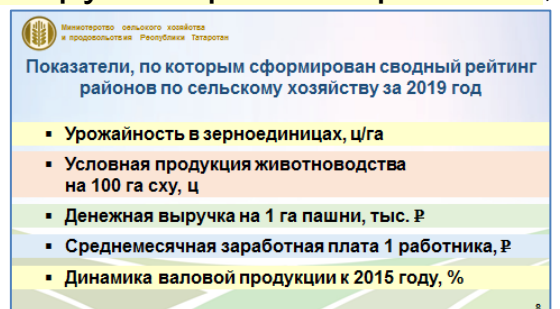 Министерство сельского хозяйства
и продовольствия Республики Татарстан
Показатели, по которым сформирован сводный рейтинг
районов по сельскому хозяйству за 2019 год
▪ Урожайность в зерноединицах, ц/га
▪ Условная продукция животноводства
на 100 га сху, ц
▪ Денежная выручка на 1 га пашни, тыс. ₽
▪ Среднемесячная заработная плата 1 работника, ₽
▪ Динамика валовой продукции к 2015 году, %
8